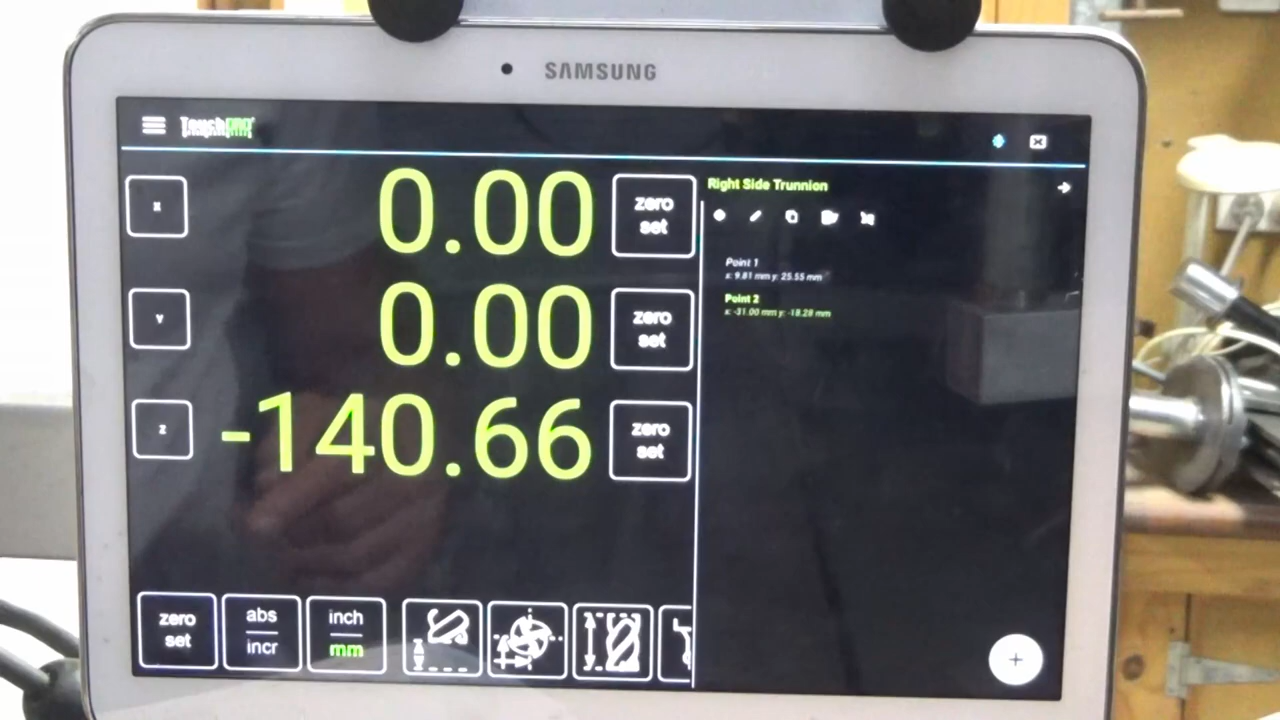 SAMSUNG
TouchDRO
X
0.00
zero
set
Y
0.00
zero
set
Z
-140.66
zero
set
Right Side Trunnion
Point 1
x: 9.81 mm y: 25.55 mm
Point 2
x: -31.00 mm y: -18.28 mm
zero
set
abs
incr
inch
mm
+